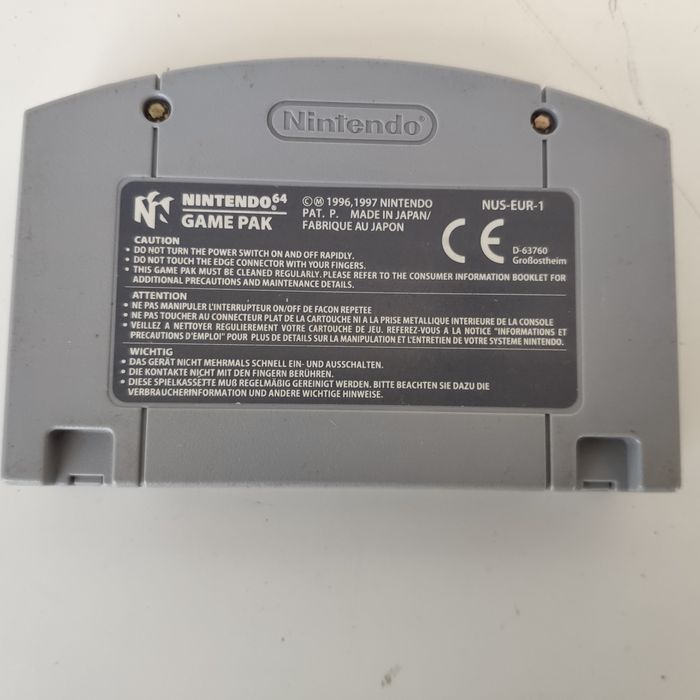 Nintendo®
NINTENDO64
GAME PAK
©Ⓜ 1996,1997 NINTENDO
PAT. P. MADE IN JAPAN/
FABRIQUE AU JAPON
NUS-EUR-1
CE
D-63760
Großostheim
CAUTION
• DO NOT TURN THE POWER SWITCH ON AND OFF RAPIDLY.
• DO NOT TOUCH THE EDGE CONNECTOR WITH YOUR FINGERS.
• THIS GAME PAK MUST BE CLEANED REGULARLY. PLEASE REFER TO THE CONSUMER INFORMATION BOOKLET FOR
ADDITIONAL PRECAUTIONS AND MAINTENANCE DETAILS.
ATTENTION
• NE PAS MANIPULER L'INTERRUPTEUR ON/OFF DE FACON REPETEE
• NE PAS TOUCHER AU CONNECTEUR PLAT DE LA CARTOUCHE NI A LA PRISE METALLIQUE INTERIEURE DE LA CONSOLE
• VEILLEZ A NETTOYER REGULIEREMENT VOTRE CARTOUCHE DE JEU. REFEREZ-VOUS A LA NOTICE "INFORMATIONS ET
PRECAUTIONS D'EMPLOI" POUR PLUS DE DETAILS SUR LA MANIPULATION ET L'ENTRETIEN DE VOTRE SYSTEME NINTENDO.
WICHTIG
• DAS GERÄT NICHT MEHRMALS SCHNELL EIN- UND AUSSCHALTEN.
• DIE KONTAKTE NICHT MIT DEN FINGERN BERÜHREN.
• DIESE SPIELKASSETTE MUß REGELMÄßIG GEREINIGT WERDEN. BITTE BEACHTEN SIE DAZU DIE
VERBRAUCHERINFORMATION UND ANDERE WICHTIGE HINWEISE.